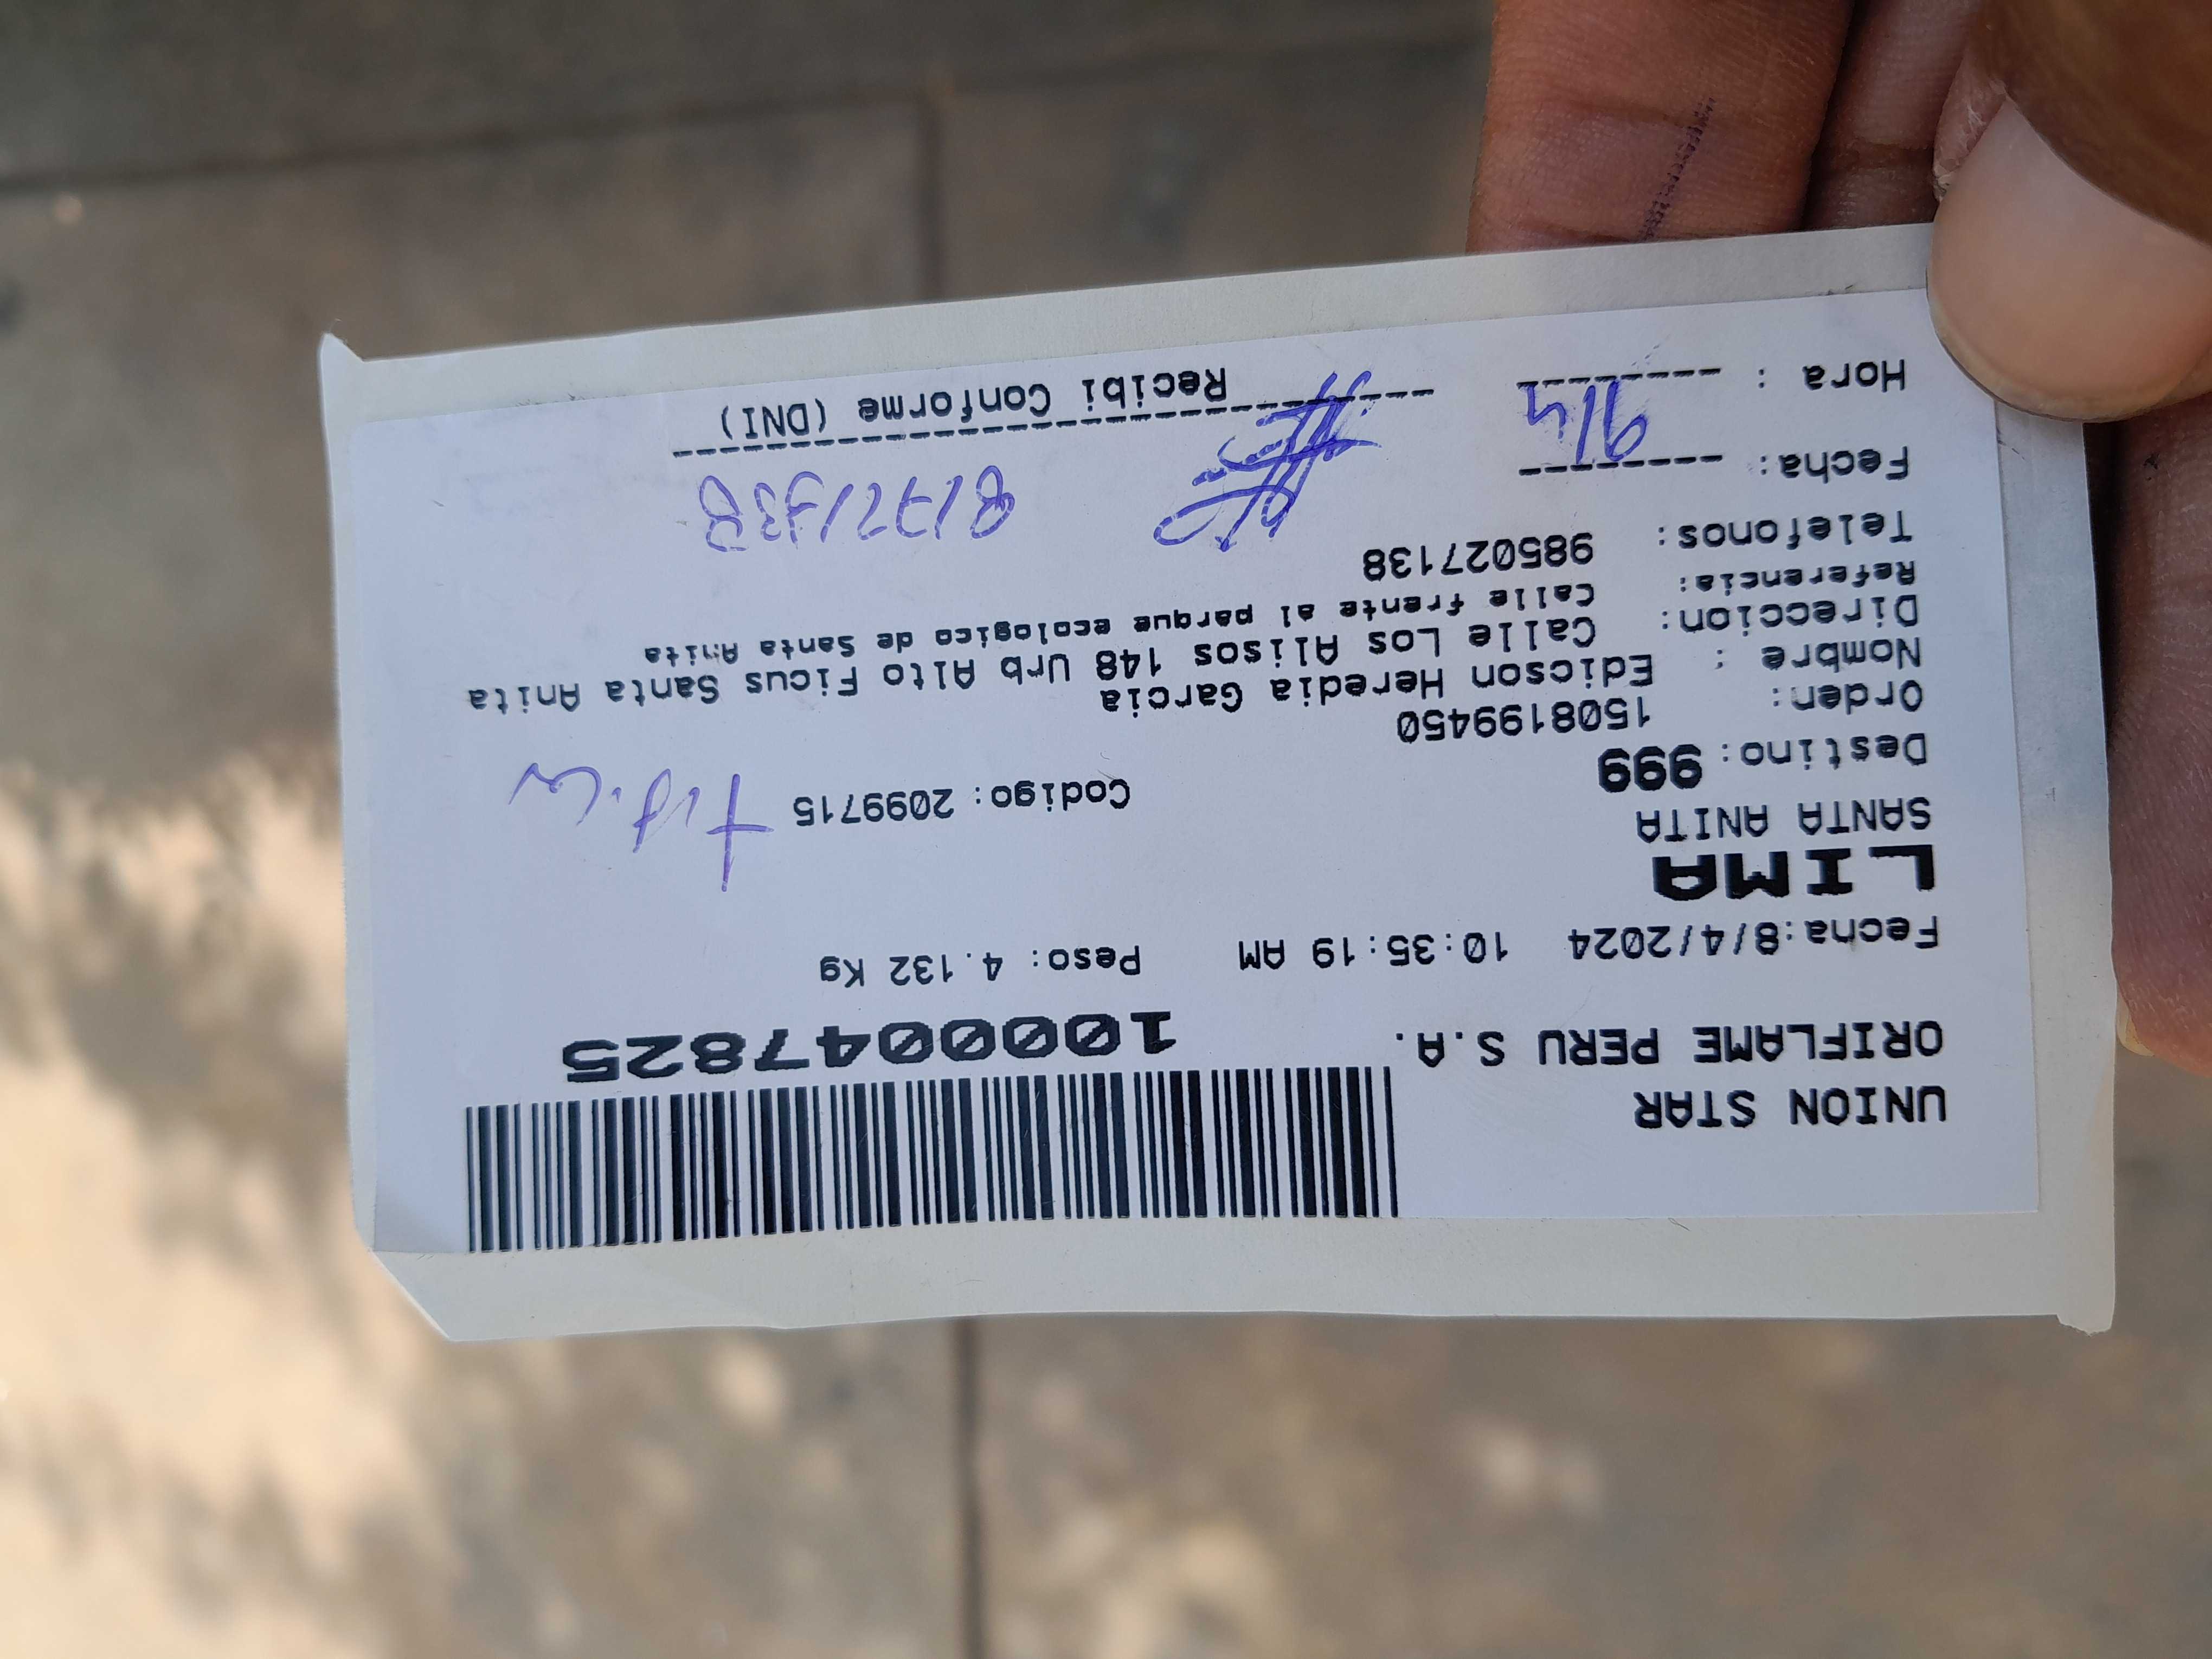 UNION STAR
ORIFLAME PERU S.A. 10000047825
Fecha:8/4/2024 10:35:19 AM Peso: 4.132 Kg
LIMA
SANTA ANITA
Destino: 999 Codigo: 2099715
Orden: 1508199450
Nombre : Edicson Heredia Garcia
Direccion: Calle Los Alisos 148 Urb Alto Ficus Santa Anita
Referencia: Calle frente al parque ecologico de Santa Anita
Telefonos: 985027138
Fecha: 9/4
Hora :
Recibi Conforme (DNI)